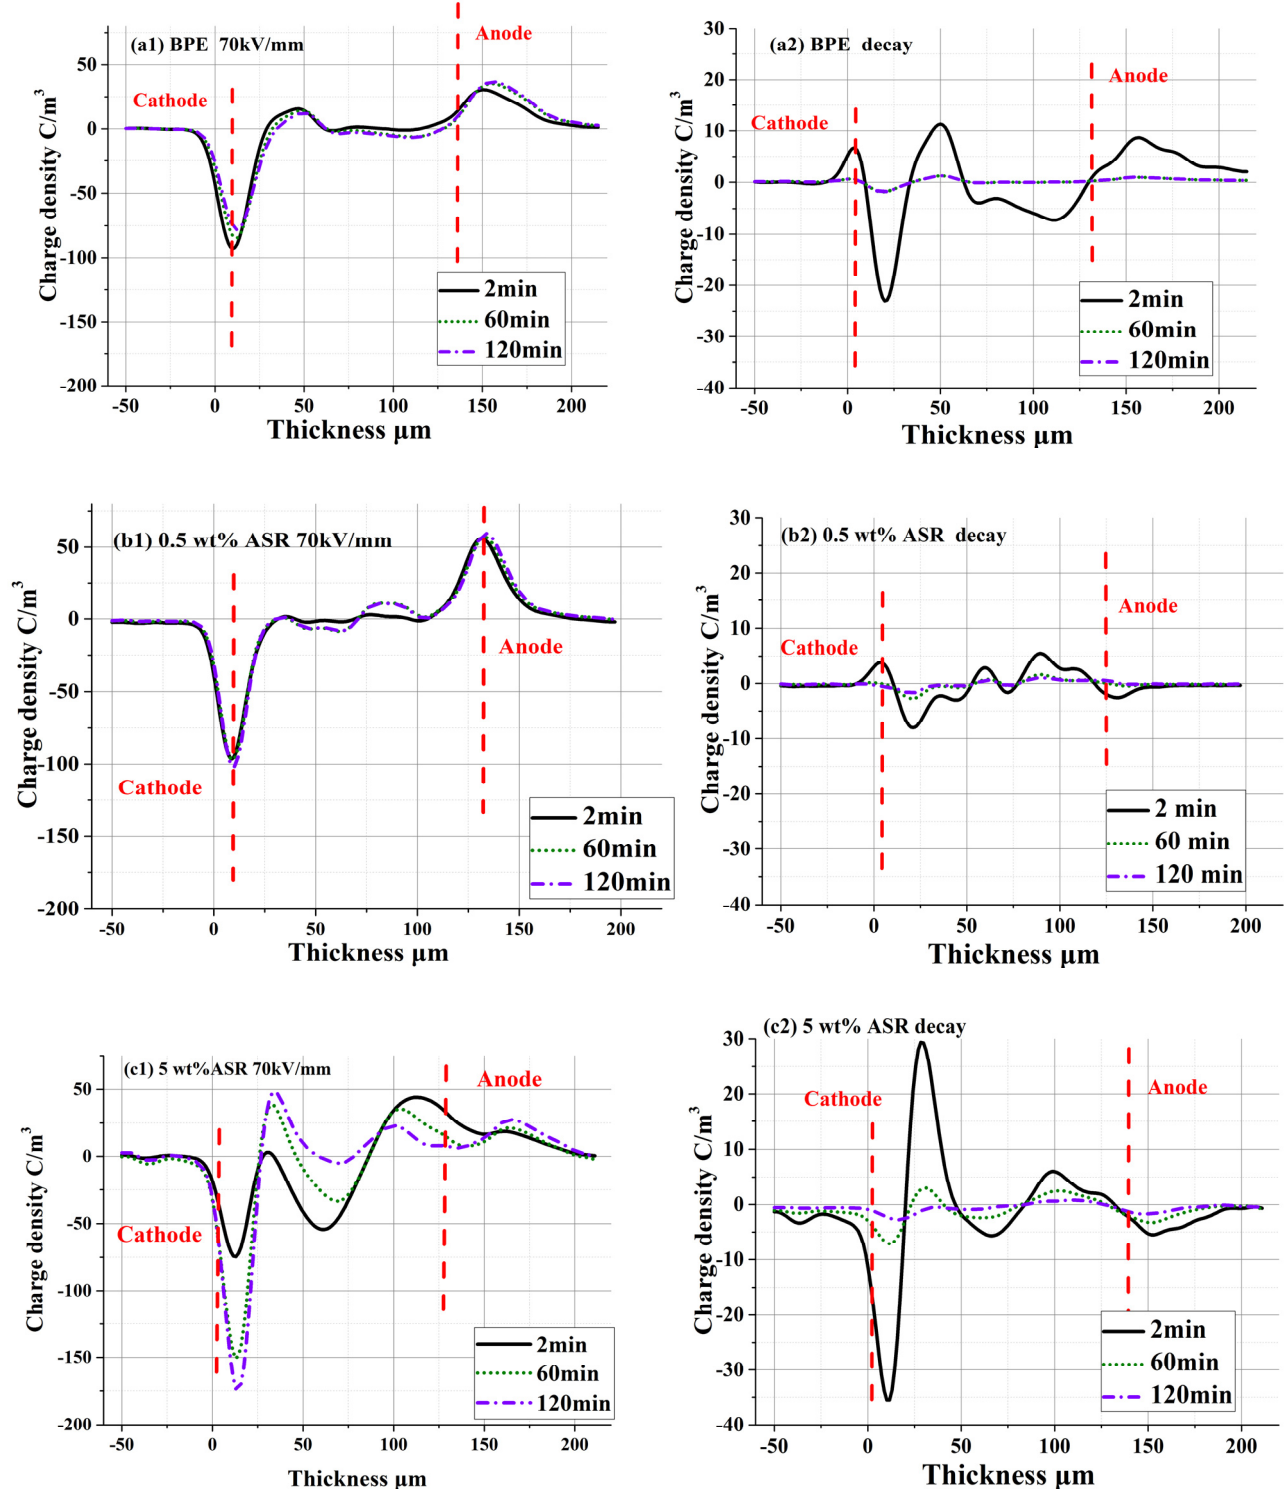 (a1) BPE 70kV/mm
Anode
Cathode
Charge density C/m³
50
0
-50
-100
-150
-200
2min
60min
120min
-50 0 50 100 150 200
Thickness μm
(a2) BPE decay
Anode
Cathode
Charge density C/m³
30
20
10
0
-10
-20
-30
-40
2min
60min
120min
-50 0 50 100 150 200
Thickness μm
(b1) 0.5 wt% ASR 70kV/mm
Anode
Cathode
Charge density C/m³
50
0
-50
-100
-150
-200
2min
60min
120min
-50 0 50 100 150 200
Thickness μm
(b2) 0.5 wt% ASR decay
Anode
Cathode
Charge density C/m³
30
20
10
0
-10
-20
-30
-40
2 min
60 min
120 min
-50 0 50 100 150 200
Thickness μm
(c1) 5 wt%ASR 70kV/mm
Anode
Cathode
Charge density C/m³
50
0
-50
-100
-150
-200
2min
60min
120min
-50 0 50 100 150 200
Thickness μm
(c2) 5 wt% ASR decay
Cathode
Anode
Charge density C/m³
30
20
10
0
-10
-20
-30
-40
2min
60min
120min
-50 0 50 100 150 200
Thickness μm